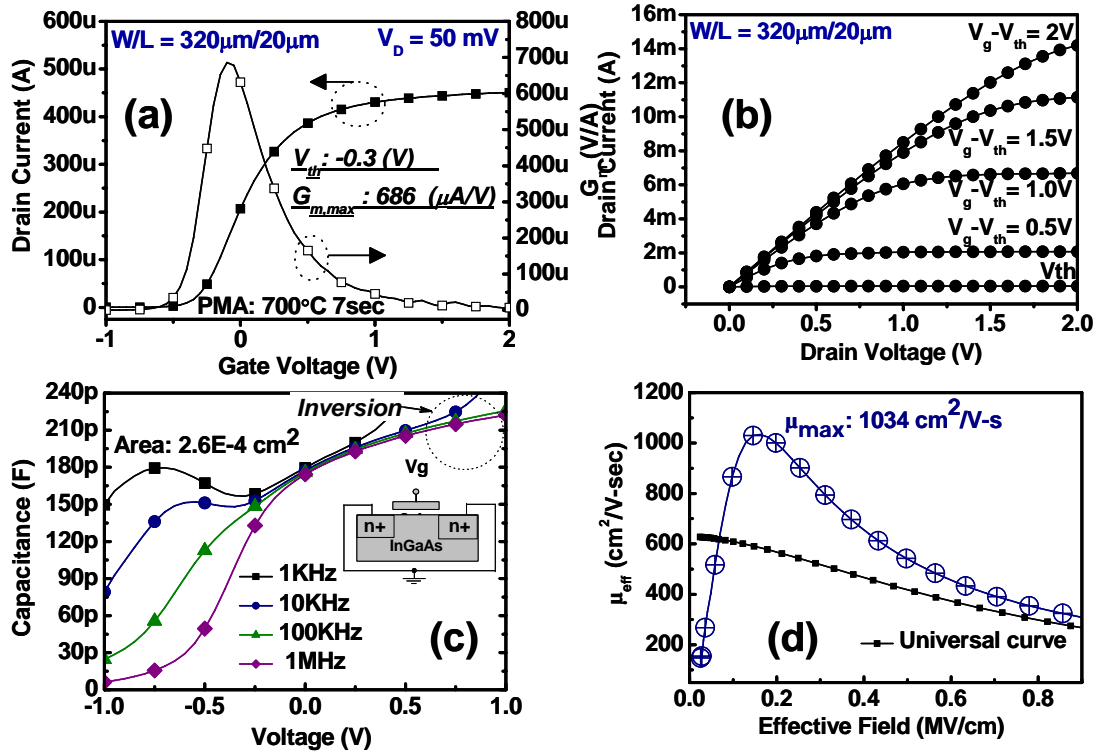 600u
500u
400u
300u
200u
100u
0
-1
0
1
2
Drain Current (A)
Gate Voltage (V)
W/L = 320μm/20μm
V_D = 50 mV
(a)
V_th: -0.3 (V)
G_m,max : 686 (μA/V)
PMA: 700°C 7sec
800u
700u
600u
500u
400u
300u
200u
100u
0
G_m (V/A)
14m
12m
10m
8m
6m
4m
2m
0
0.0
0.5
1.0
1.5
2.0
Drain Current (A)
Drain Voltage (V)
W/L = 320μm/20μm
(b)
V_g-V_th= 2V
V_g-V_th= 1.5V
V_g-V_th= 1.0V
V_g-V_th= 0.5V
Vth
240p
210p
180p
150p
120p
90p
60p
30p
0
-1.0
-0.5
0.0
0.5
1.0
Capacitance (F)
Voltage (V)
Area: 2.6E-4 cm²
Inversion
Vg
n+
n+
InGaAs
1KHz
10KHz
100KHz
1MHz
(c)
1200
1000
800
600
400
200
0.0
0.2
0.4
0.6
0.8
μ_eff (cm²/V-sec)
Effective Field (MV/cm)
μ_max: 1034 cm²/V-s
(d)
Universal curve